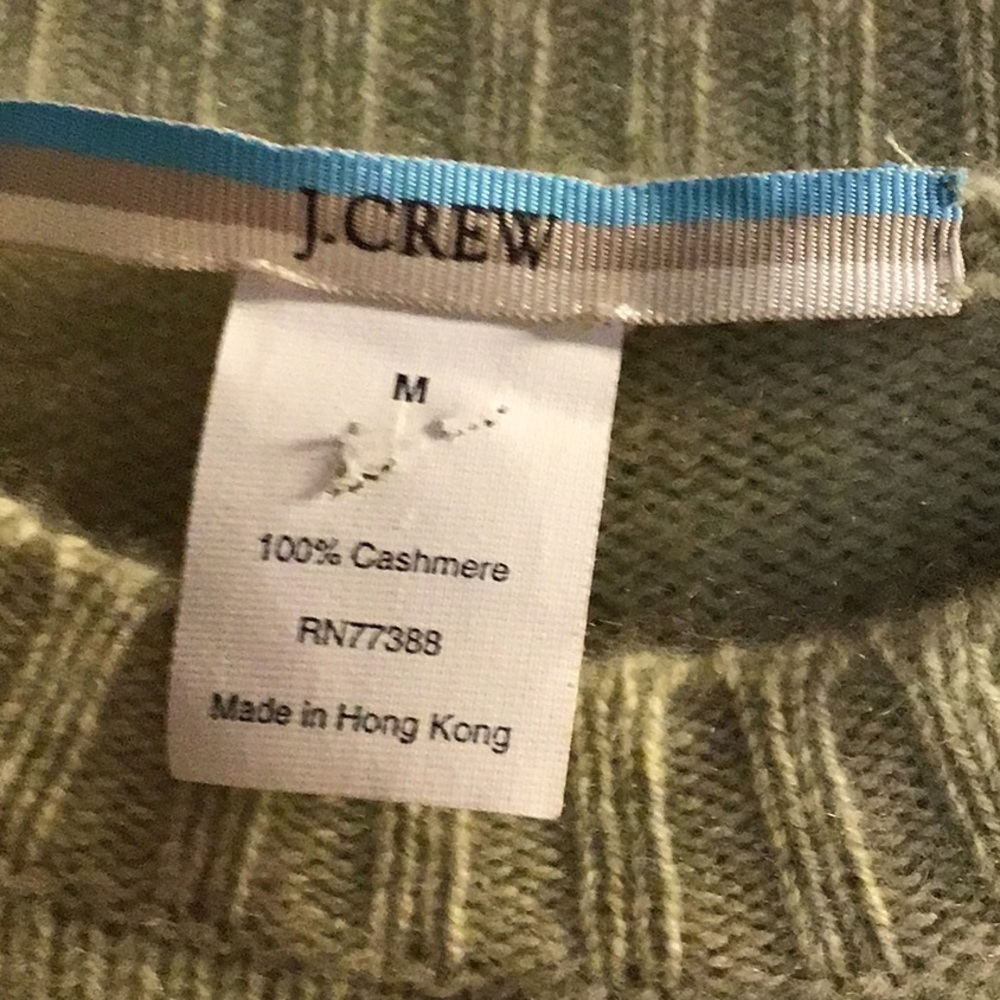 J.CREW
M
100% Cashmere
RN77388
Made in Hong Kong